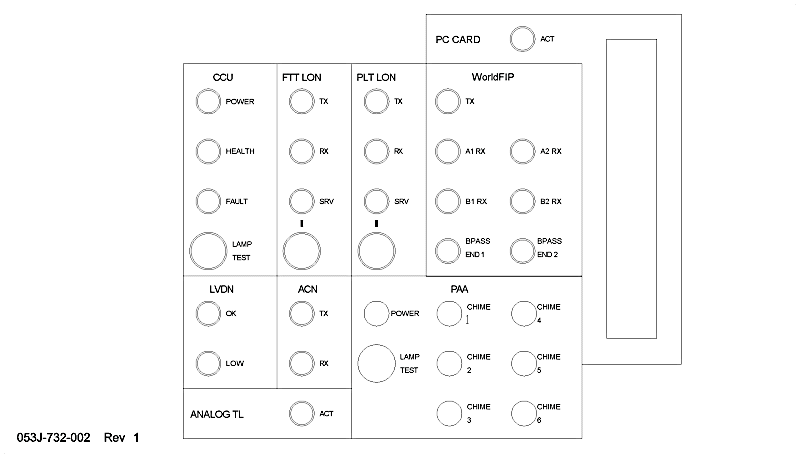 PC CARD ACT
CCU FTT LON PLT LON WorldFIP
POWER TX TX TX
HEALTH RX RX A1 RX A2 RX
FAULT SRV SRV B1 RX B2 RX
LAMP TEST BPASS END 1 BPASS END 2
LVDN ACN PAA
OK TX POWER CHIME 1 CHIME 4
LOW RX LAMP TEST CHIME 2 CHIME 5
ANALOG TL ACT CHIME 3 CHIME 6
053J-732-002 Rev 1